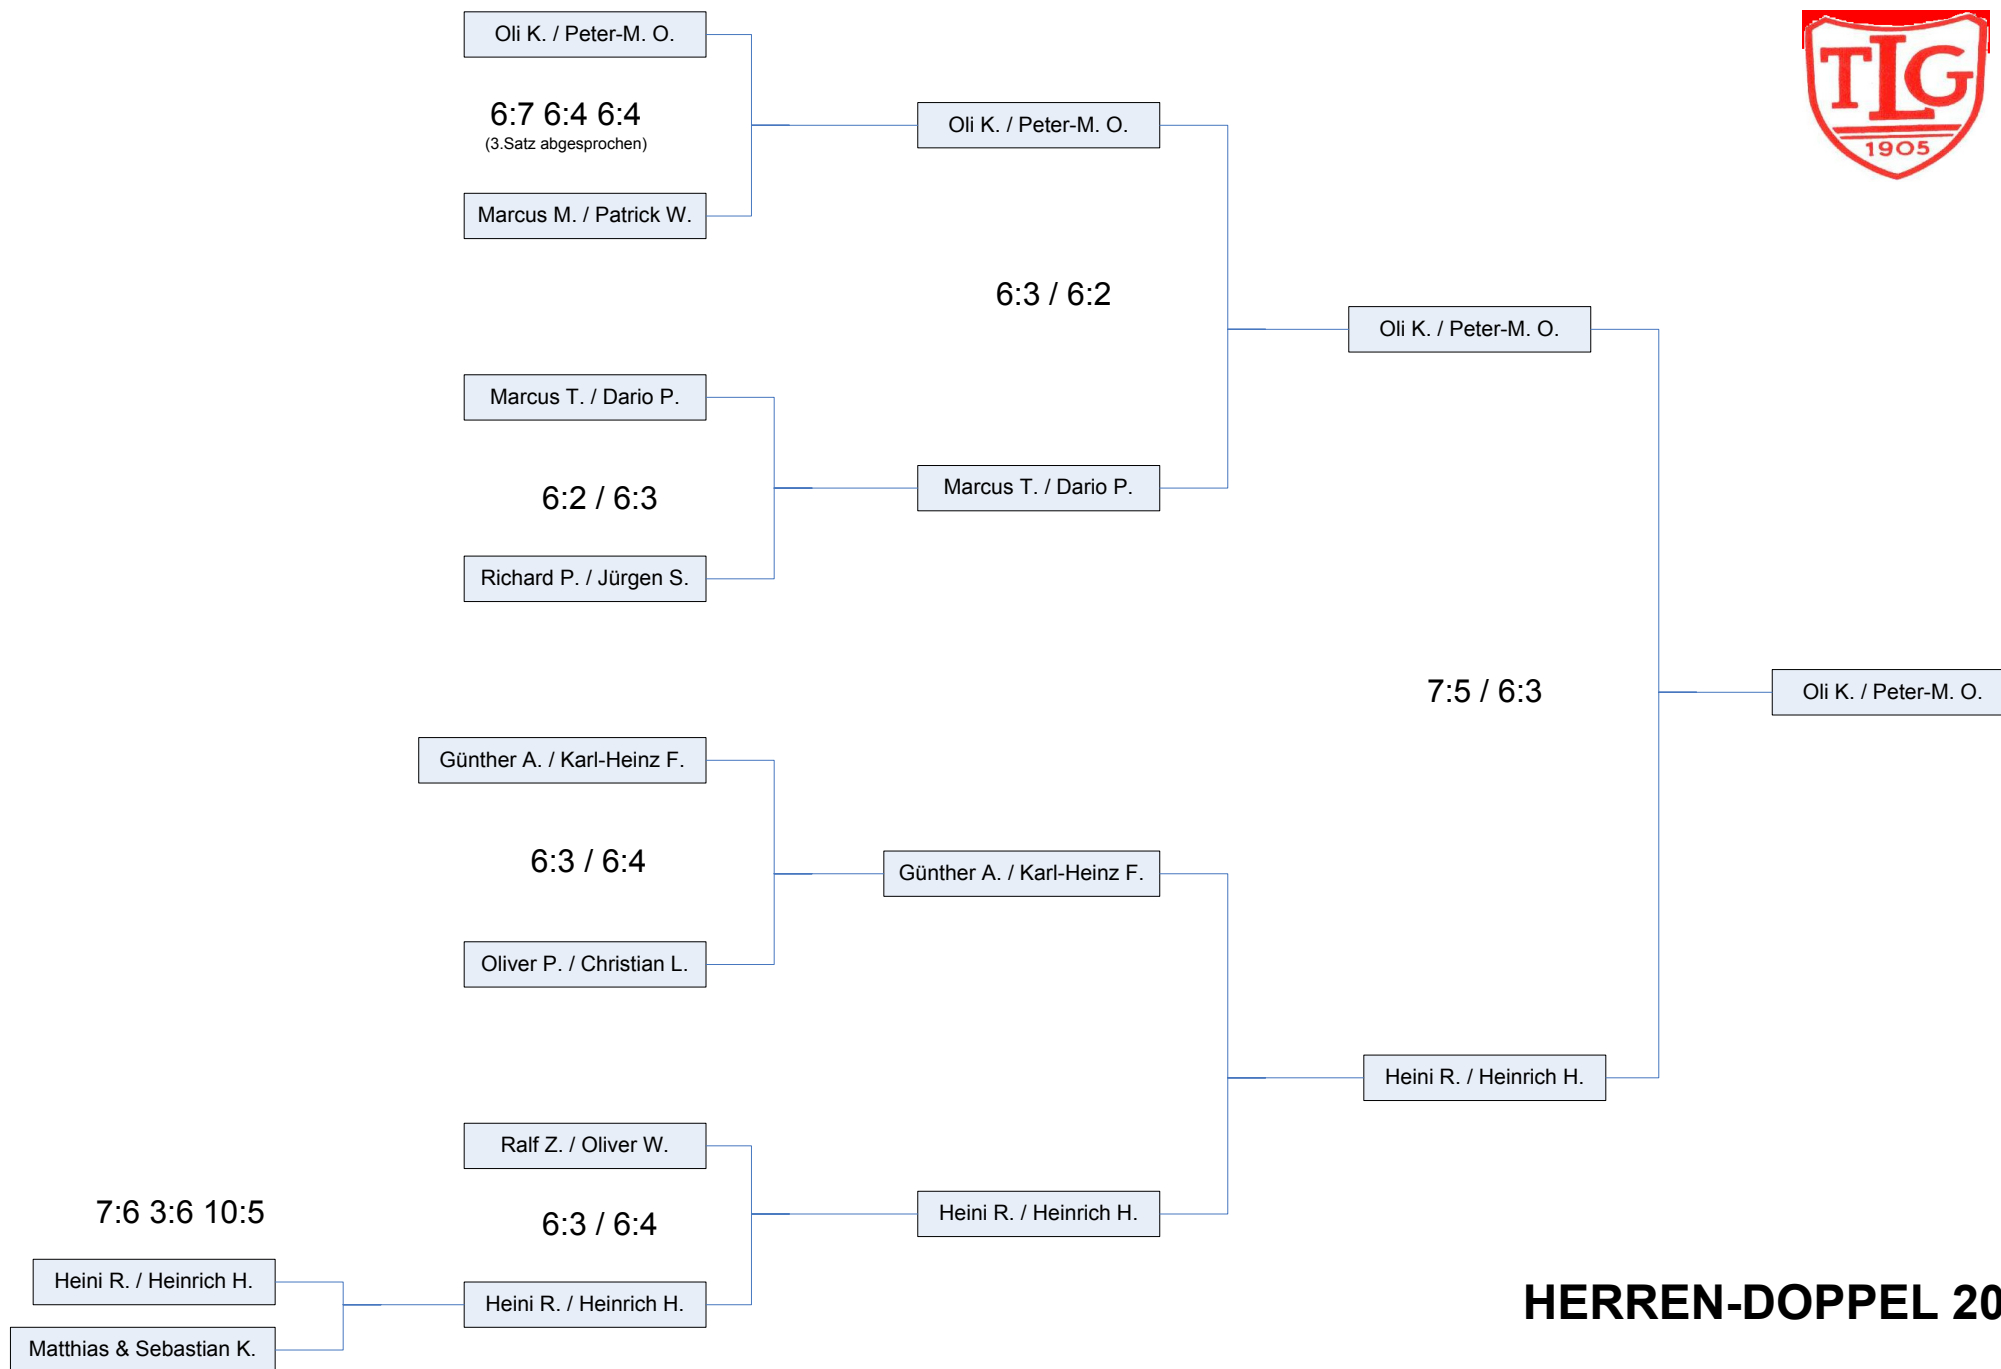 Oli K. / Peter-M. O.
TLG
1905
6:7 6:4 6:4
(3.Satz abgesprochen)
Oli K. / Peter-M. O.
Marcus M. / Patrick W.
6:3 / 6:2
Oli K. / Peter-M. O.
Marcus T. / Dario P.
6:2 / 6:3
Marcus T. / Dario P.
Richard P. / Jürgen S.
7:5 / 6:3
Oli K. / Peter-M. O.
Günther A. / Karl-Heinz F.
6:3 / 6:4
Günther A. / Karl-Heinz F.
Oliver P. / Christian L.
Heini R. / Heinrich H.
Ralf Z. / Oliver W.
7:6 3:6 10:5
6:3 / 6:4
Heini R. / Heinrich H.
Heini R. / Heinrich H.
Heini R. / Heinrich H.
Matthias & Sebastian K.
HERREN-DOPPEL 20